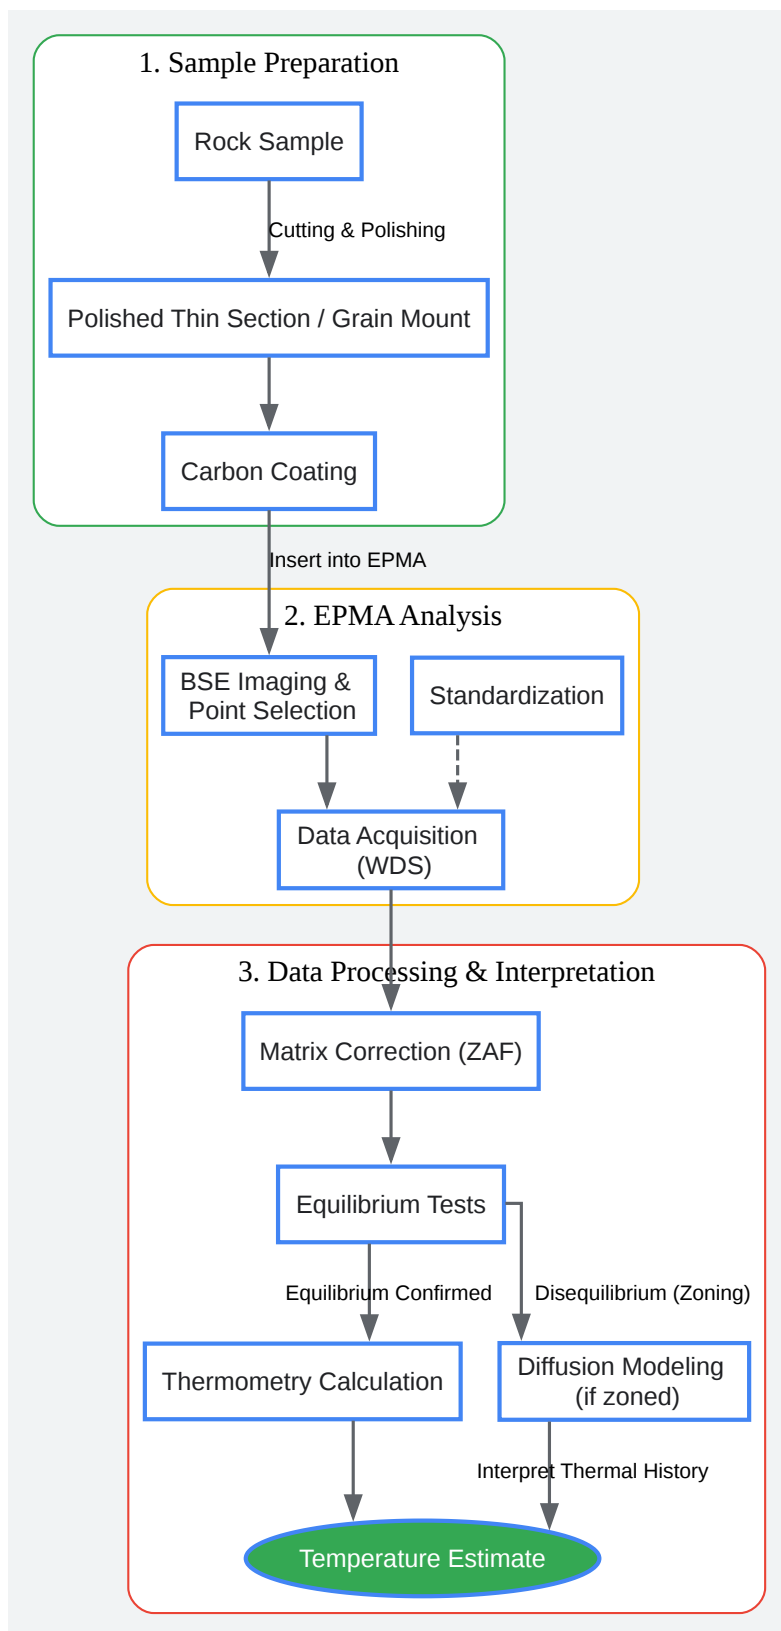 1. Sample Preparation
Rock Sample
Cutting & Polishing
Polished Thin Section / Grain Mount
Carbon Coating
Insert into EPMA
2. EPMA Analysis
BSE Imaging &
Point Selection
Standardization
Data Acquisition
(WDS)
3. Data Processing & Interpretation
Matrix Correction (ZAF)
Equilibrium Tests
Equilibrium Confirmed
Disequilibrium (Zoning)
Thermometry Calculation
Diffusion Modeling
(if zoned)
Interpret Thermal History
Temperature Estimate